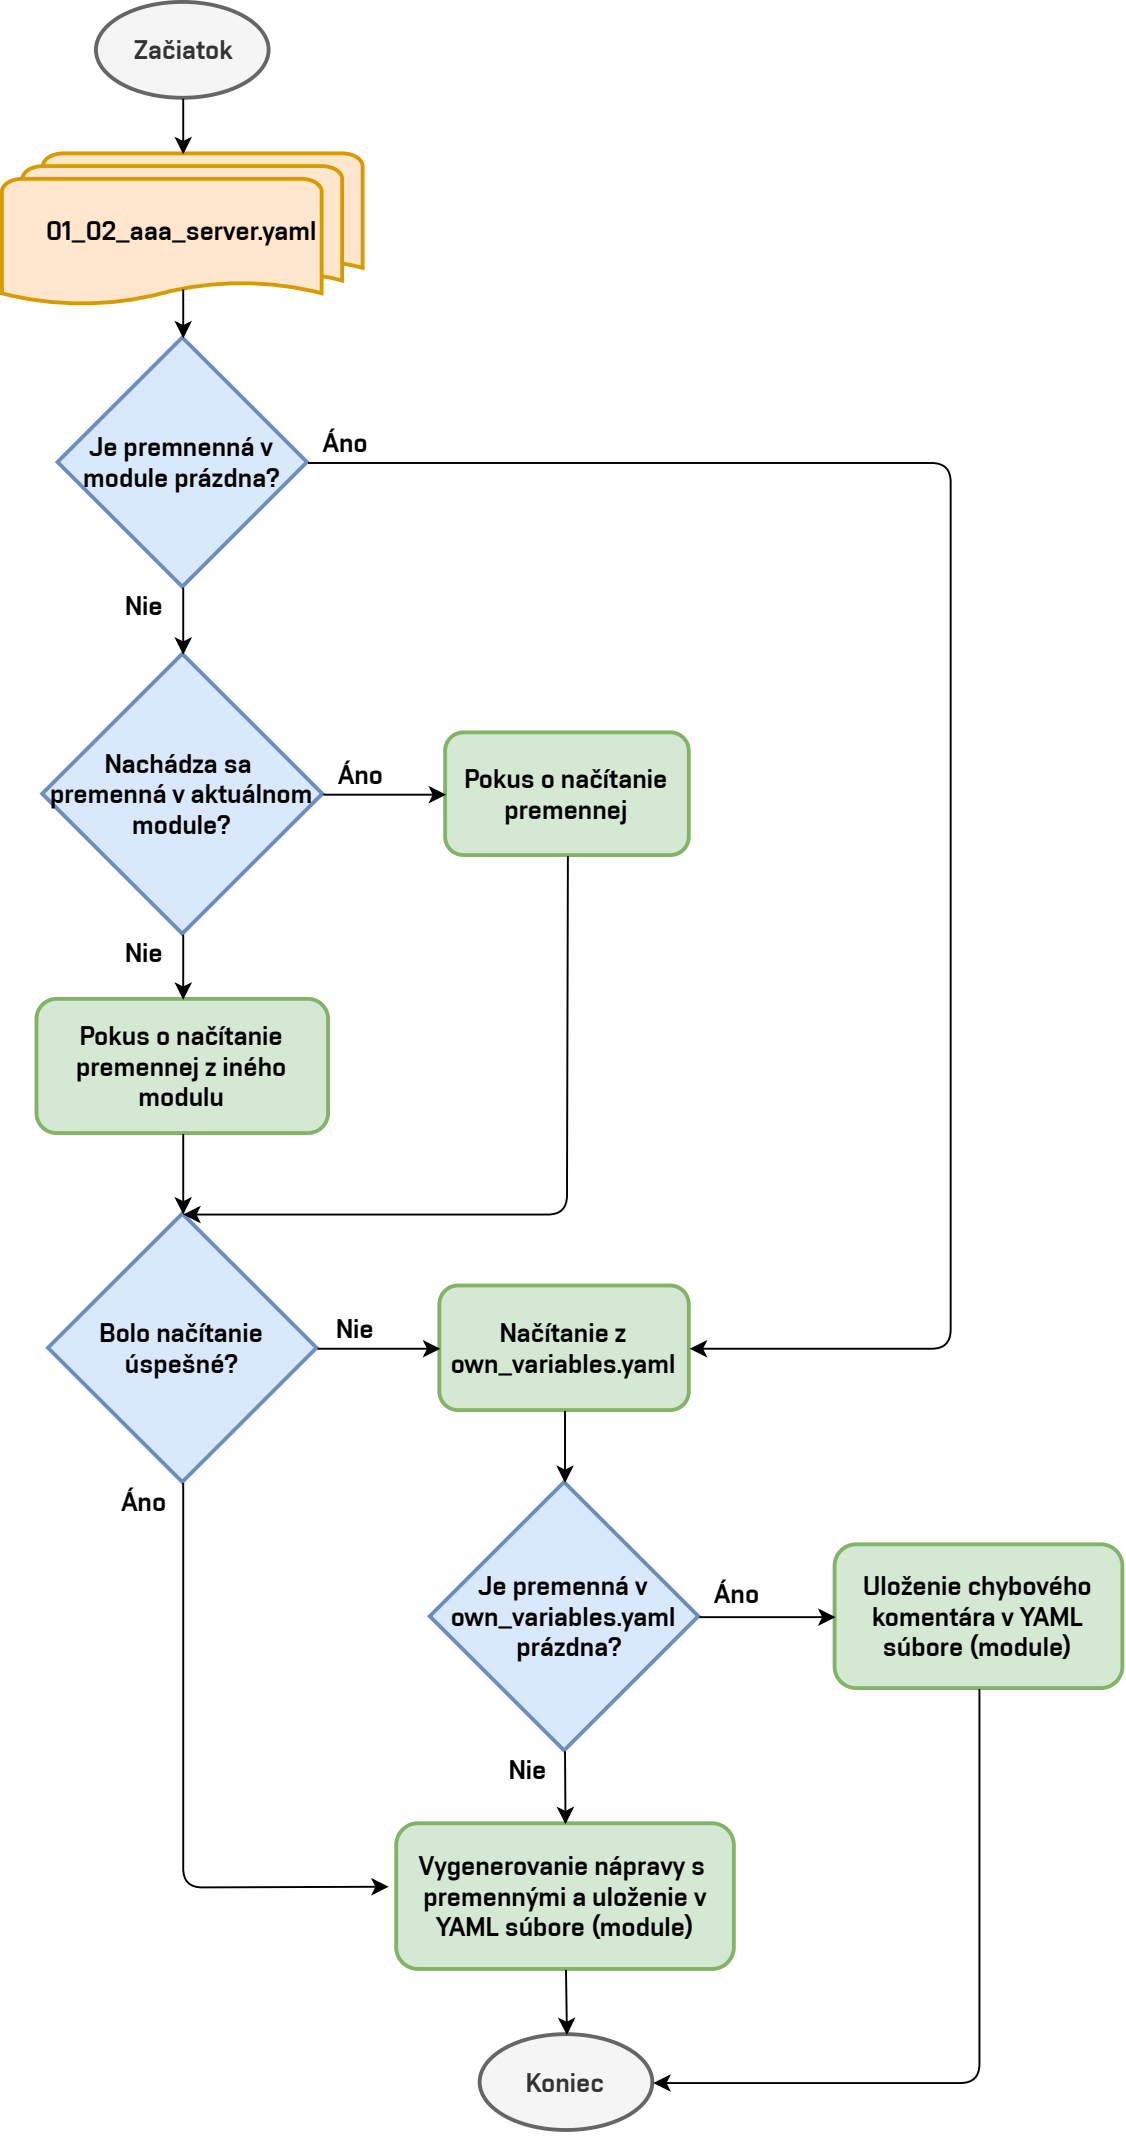 Začiatok
01_02_aaa_server.yaml
Je premnenná v
module prázdna?
Áno
Nie
Nachádza sa
premenná v aktuálnom
module?
Áno
Pokus o načítanie
premennej
Nie
Pokus o načítanie
premennej z iného
modulu
Bolo načítanie
úspešné?
Nie
Načítanie z
own_variables.yaml
Áno
Je premenná v
own_variables.yaml
prázdna?
Áno
Uloženie chybového
komentára v YAML
súbore (module)
Nie
Vygenerovanie nápravy s
premennými a uloženie v
YAML súbore (module)
Koniec